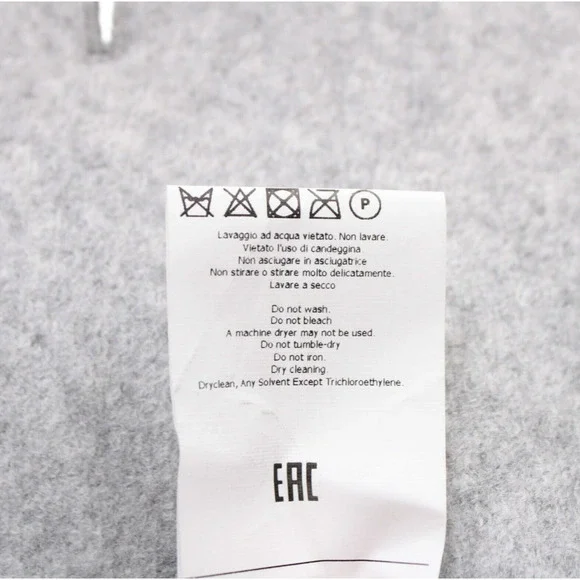 P
Lavaggio ad acqua vietato. Non lavare.
Vietato l'uso di candeggina
Non asciugare in asciugatrice
Non stirare o stirare molto delicatamente.
Lavare a secco
Do not wash.
Do not bleach
A machine dryer may not be used.
Do not tumble-dry
Do not iron.
Dry cleaning.
Dryclean, Any Solvent Except Trichloroethylene.
EAC